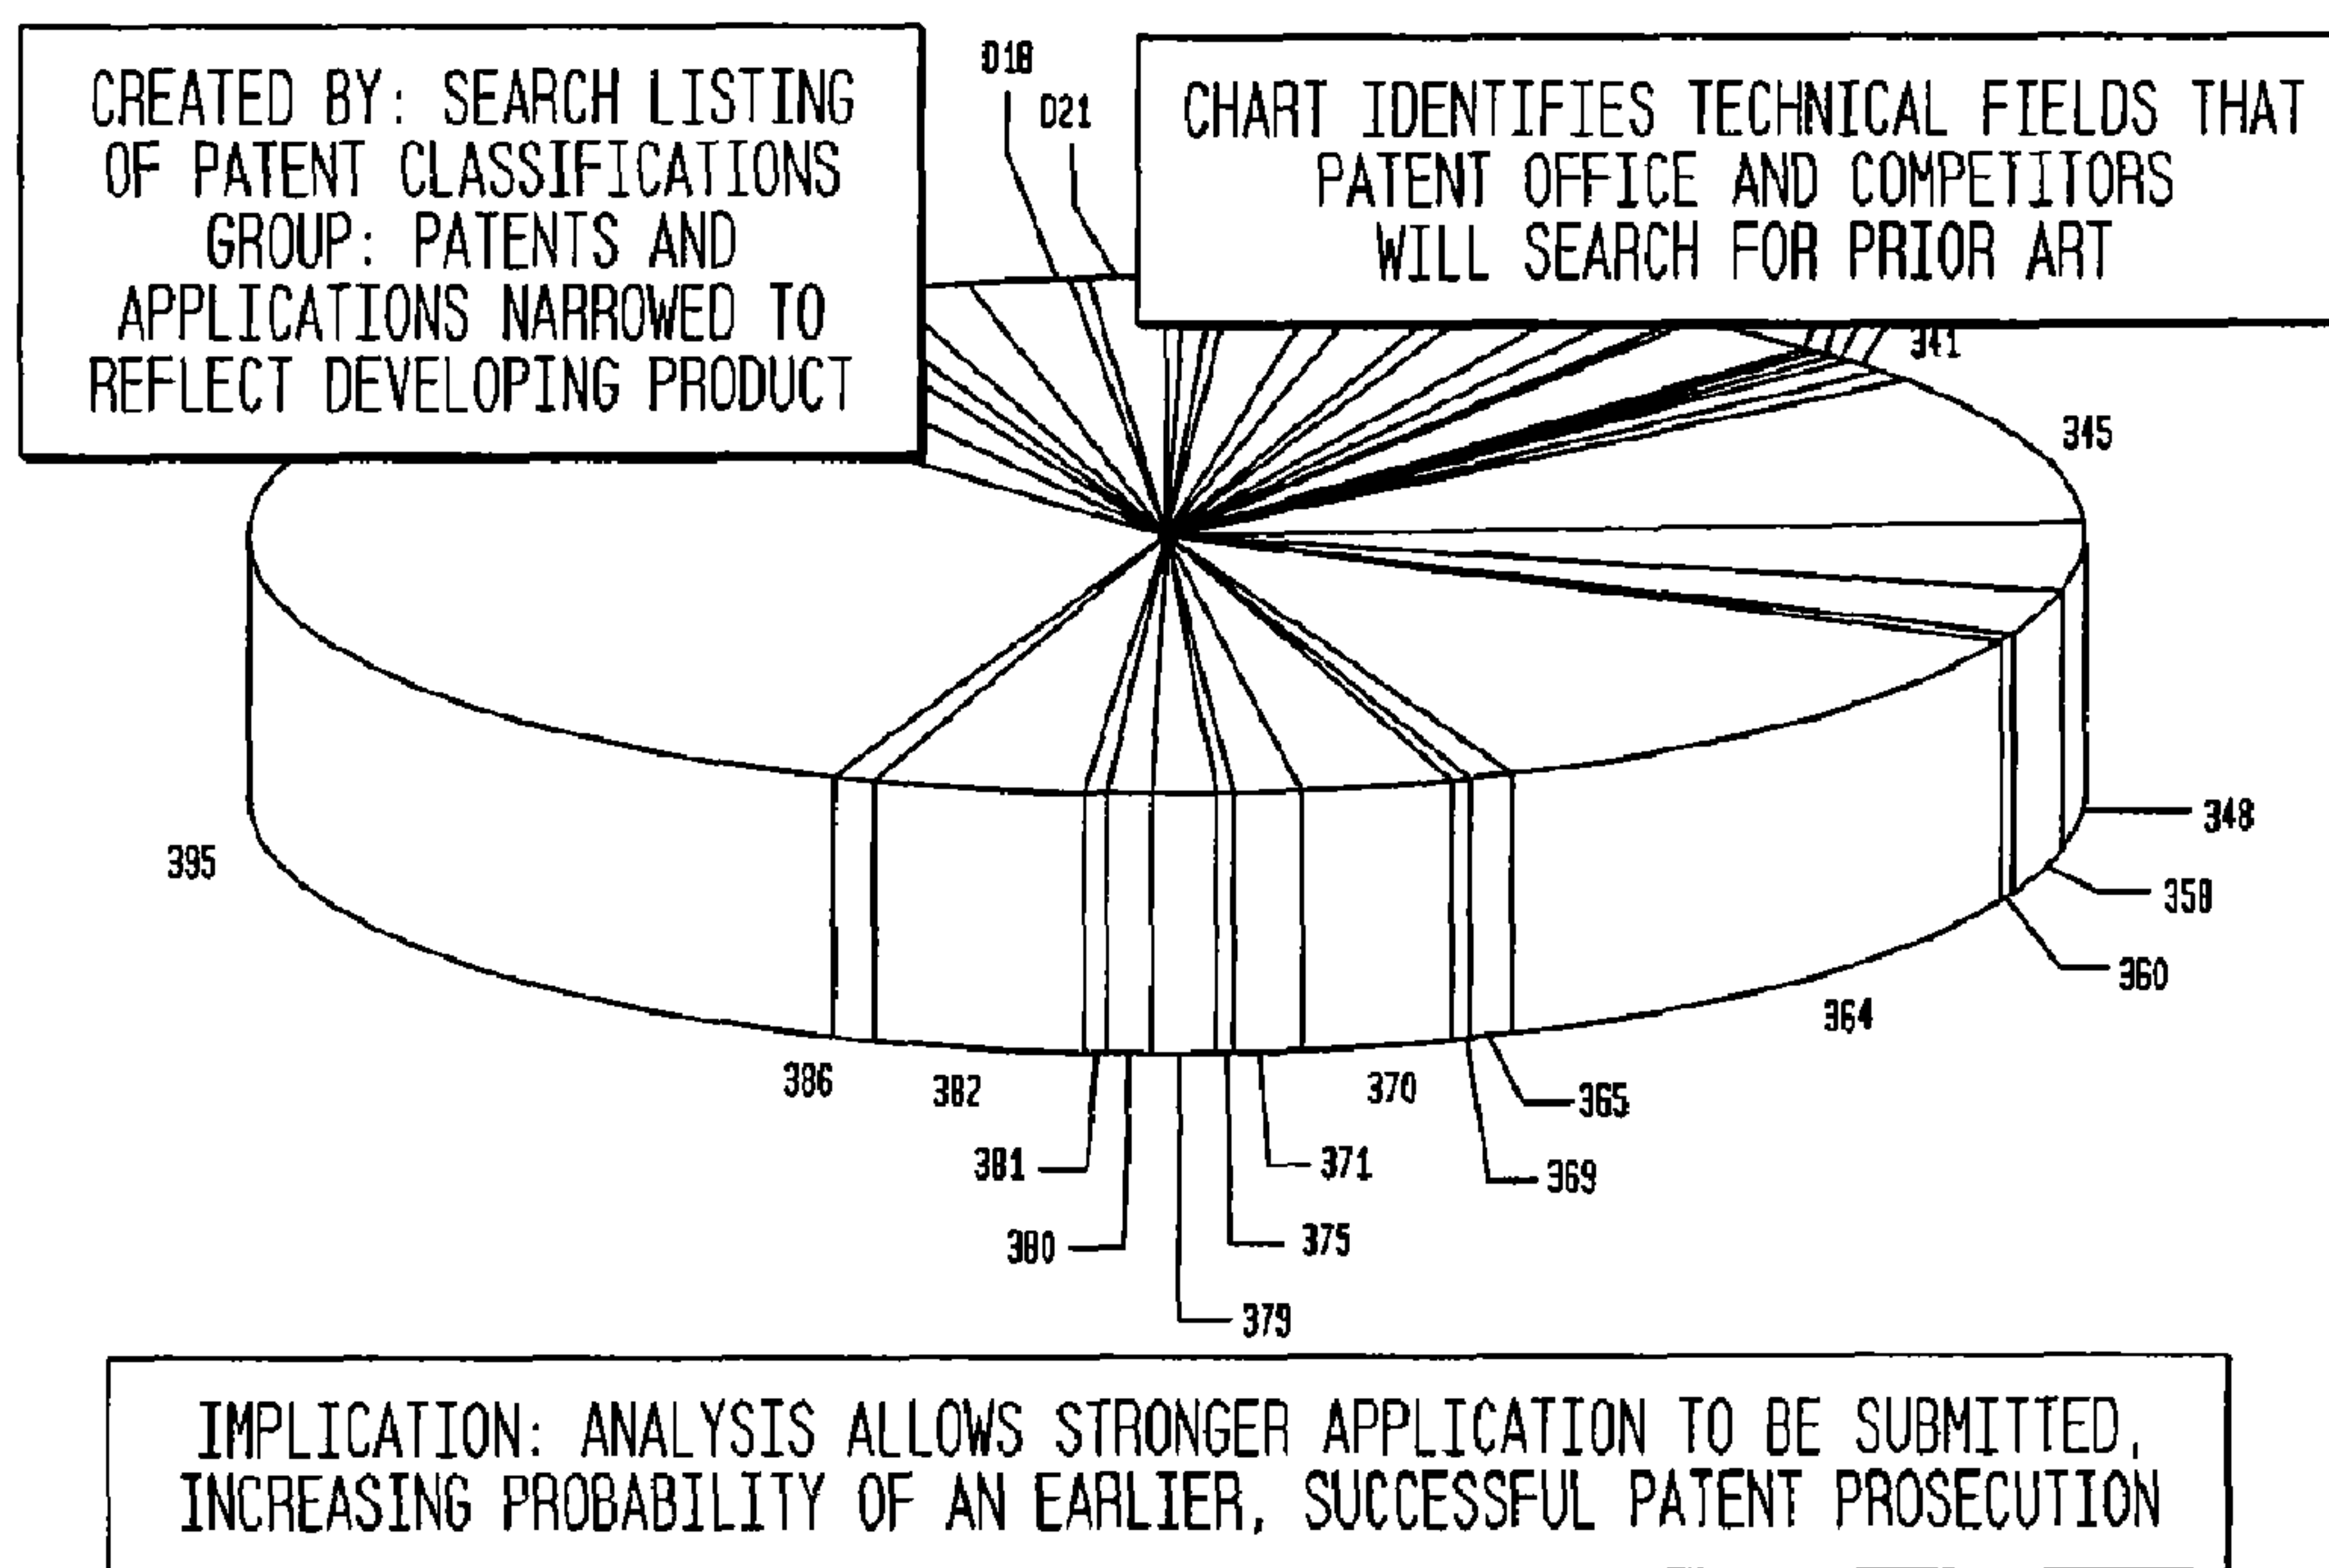 CREATED BY: SEARCH LISTING
OF PATENT CLASSIFICATIONS
GROUP: PATENTS AND
APPLICATIONS NARROWED TO
REFLECT DEVELOPING PRODUCT
D18
D21
CHART IDENTIFIES TECHNICAL FIELDS THAT
PATENT OFFICE AND COMPETITORS
WILL SEARCH FOR PRIOR ART
341
345
348
358
360
364
365
369
370
371
375
379
380
381
382
386
395
IMPLICATION: ANALYSIS ALLOWS STRONGER APPLICATION TO BE SUBMITTED,
INCREASING PROBABILITY OF AN EARLIER, SUCCESSFUL PATENT PROSECUTION